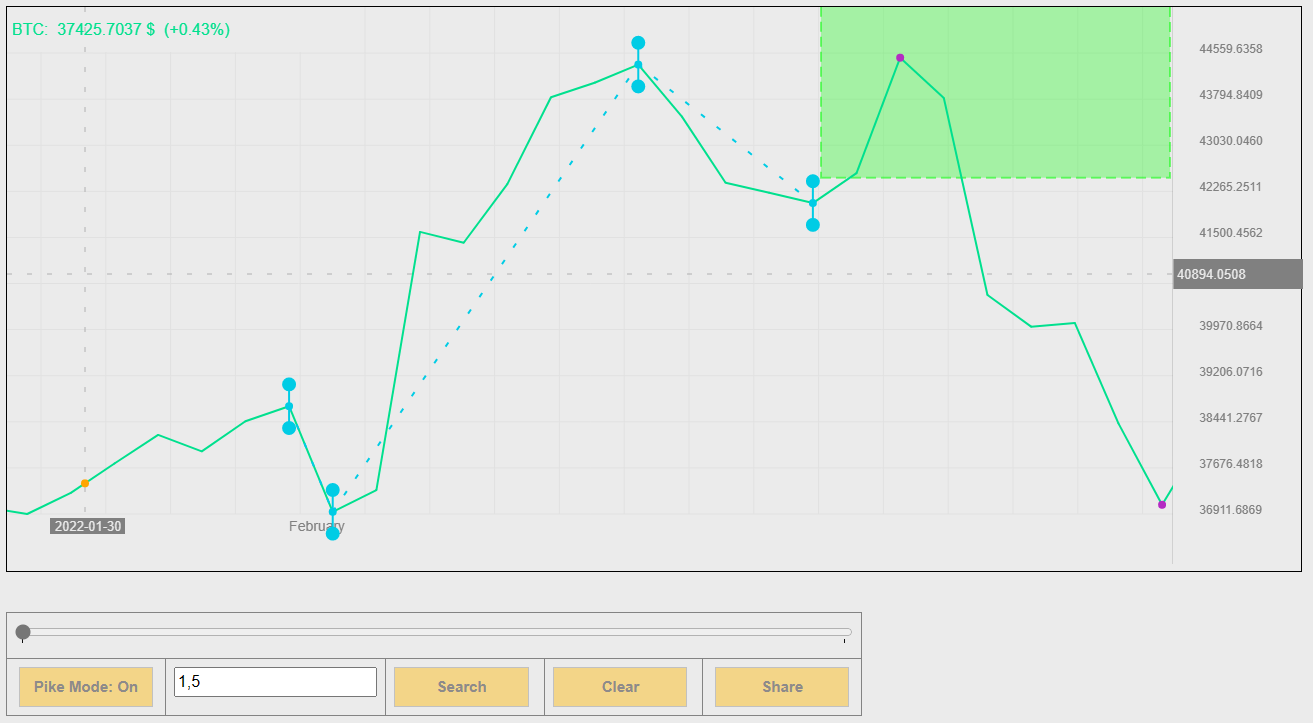 BTC: 37425.7037 $ (+0.43%)
44559.6358
43794.8409
43030.0460
42265.2511
41500.4562
40894.0508
39970.8664
39206.0716
38441.2767
37676.4818
36911.6869
2022-01-30
February
Pike Mode: On
1,5
Search
Clear
Share